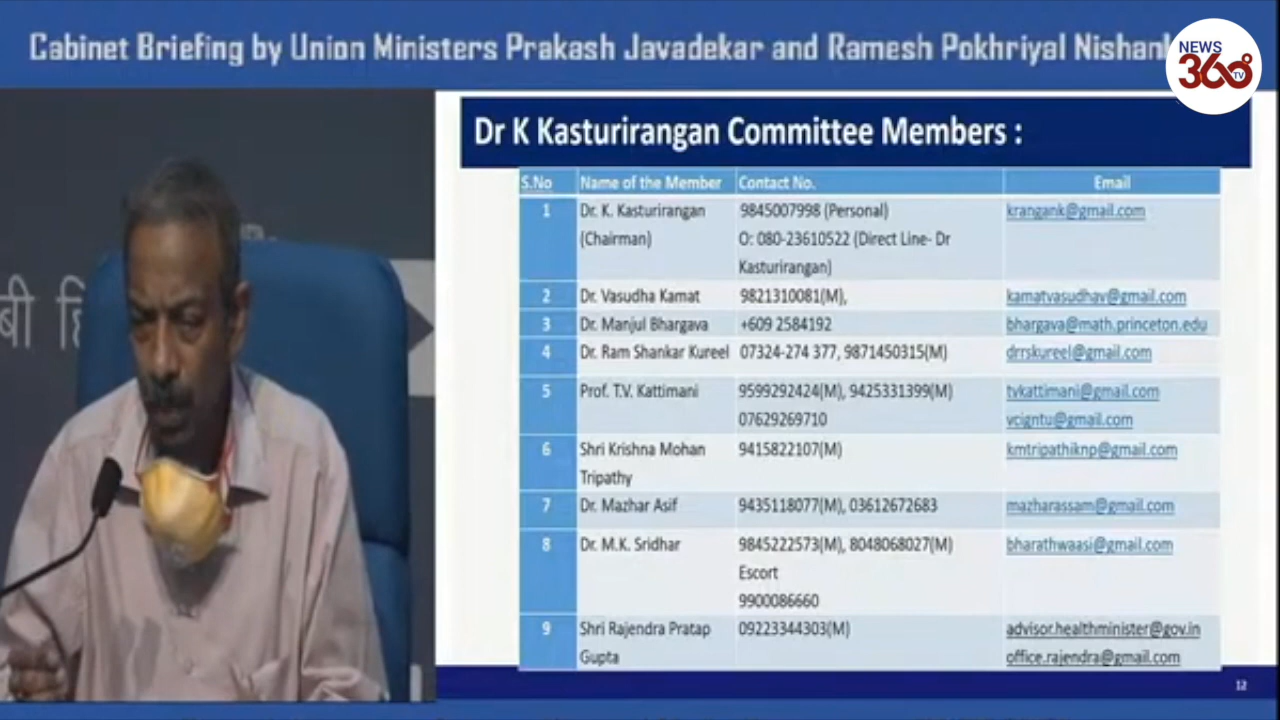 Cabinet Briefing by Union Ministers Prakash Javadekar and Ramesh Pokhriyal Nishank
NEWS
360
TV
Dr K Kasturirangan Committee Members :
S.No Name of the Member Contact No. Email
1 Dr. K. Kasturirangan 9845007998 (Personal) krangank@gmail.com
(Chairman) O: 080-23610522 (Direct Line- Dr
Kasturirangan)
2 Dr. Vasudha Kamat 9821310081(M), kamatvasudhav@gmail.com
3 Dr. Manjul Bhargava +609 2584192 bhargava@math.princeton.edu
4 Dr. Ram Shankar Kureel 07324-274 377, 9871450315(M) drrskureel@gmail.com
5 Prof. T.V. Kattimani 9599292424(M), 9425331399(M) tvkattimani@gmail.com
07629269710 vcigntu@gmail.com
6 Shri Krishna Mohan 9415822107(M) kmtripathiknp@gmail.com
Tripathy
7 Dr. Mazhar Asif 9435118077(M), 03612672683 mazharassam@gmail.com
8 Dr. M.K. Sridhar 9845222573(M), 8048068027(M) bharathwaasi@gmail.com
Escort
9900086660
9 Shri Rajendra Pratap 09223344303(M) advisor.healthminister@gov.in
Gupta office.rajendra@gmail.com
12